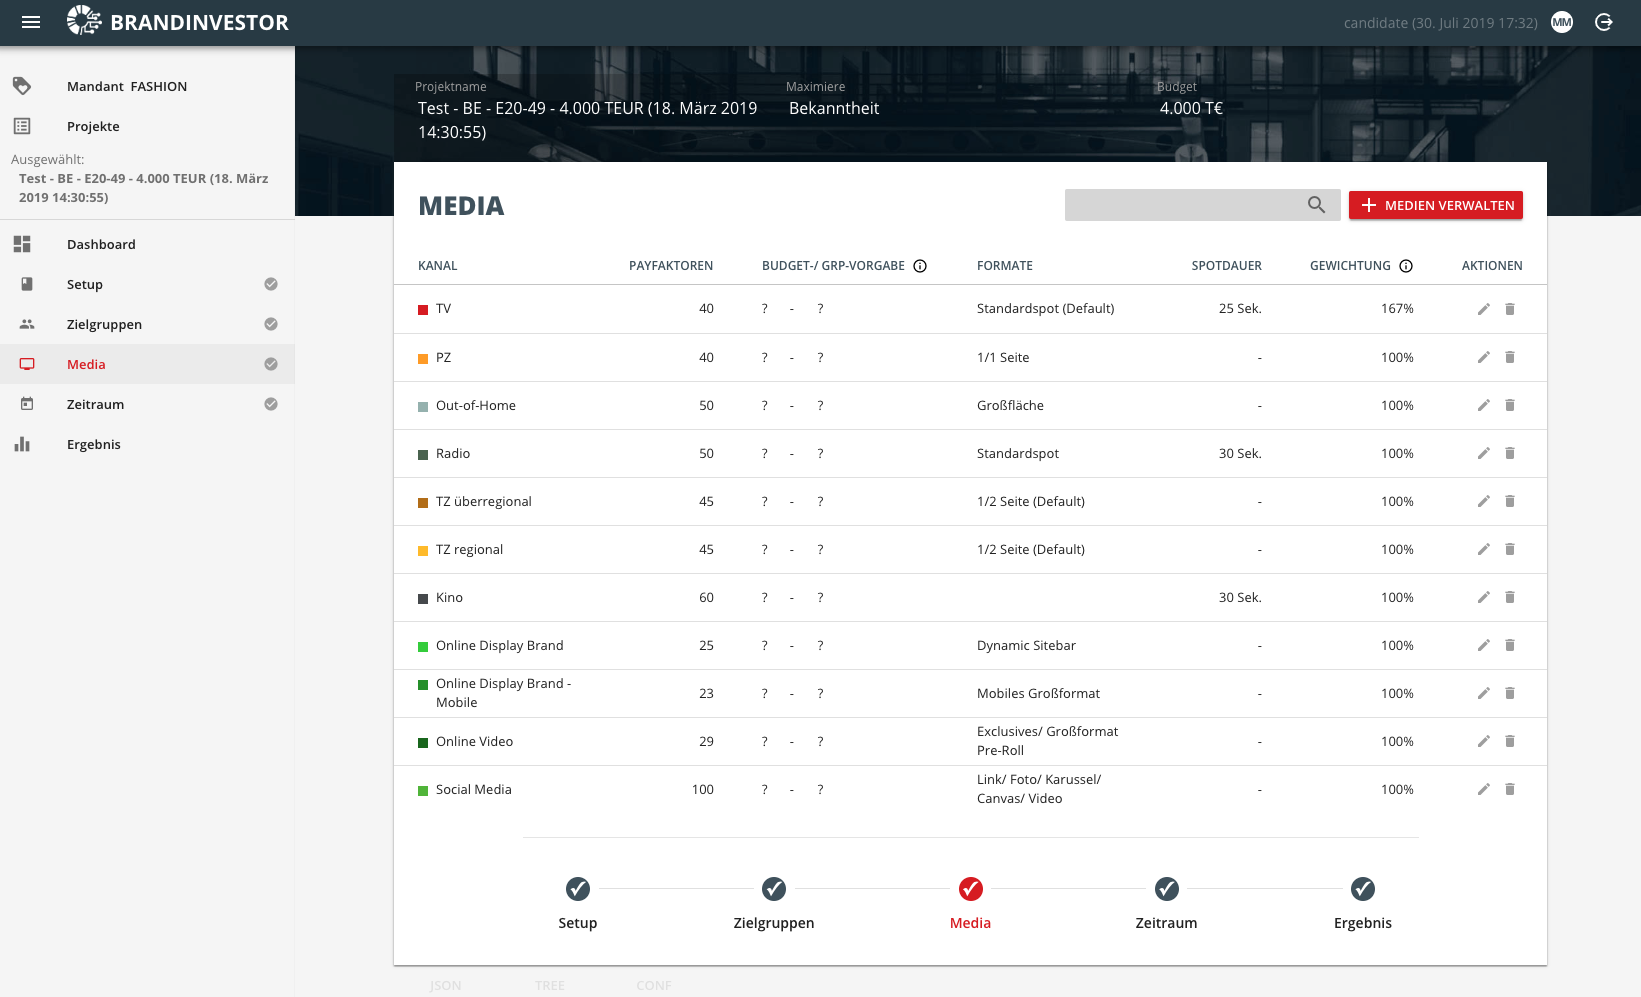 BRANDINVESTOR
candidate (30. Juli 2019 17:32) MM
Mandant FASHION
Projekte
Ausgewählt:
Test - BE - E20-49 - 4.000 TEUR (18. März
2019 14:30:55)
Dashboard
Setup
Zielgruppen
Media
Zeitraum
Ergebnis
Projektname
Test - BE - E20-49 - 4.000 TEUR (18. März 2019
14:30:55)
Maximiere
Bekanntheit
Budget
4.000 T€
MEDIA
MEDIEN VERWALTEN
KANAL PAYFAKTOREN BUDGET-/ GRP-VORGABE FORMATE SPOTDAUER GEWICHTUNG AKTIONEN
TV 40 ? - ? Standardspot (Default) 25 Sek. 167%
PZ 40 ? - ? 1/1 Seite - 100%
Out-of-Home 50 ? - ? Großfläche - 100%
Radio 50 ? - ? Standardspot 30 Sek. 100%
TZ überregional 45 ? - ? 1/2 Seite (Default) - 100%
TZ regional 45 ? - ? 1/2 Seite (Default) - 100%
Kino 60 ? - ? 30 Sek. 100%
Online Display Brand 25 ? - ? Dynamic Sitebar - 100%
Online Display Brand -
Mobile 23 ? - ? Mobiles Großformat - 100%
Online Video 29 ? - ? Exclusives/ Großformat
Pre-Roll - 100%
Social Media 100 ? - ? Link/ Foto/ Karussel/
Canvas/ Video - 100%
Setup Zielgruppen Media Zeitraum Ergebnis
JSON TREE CONF